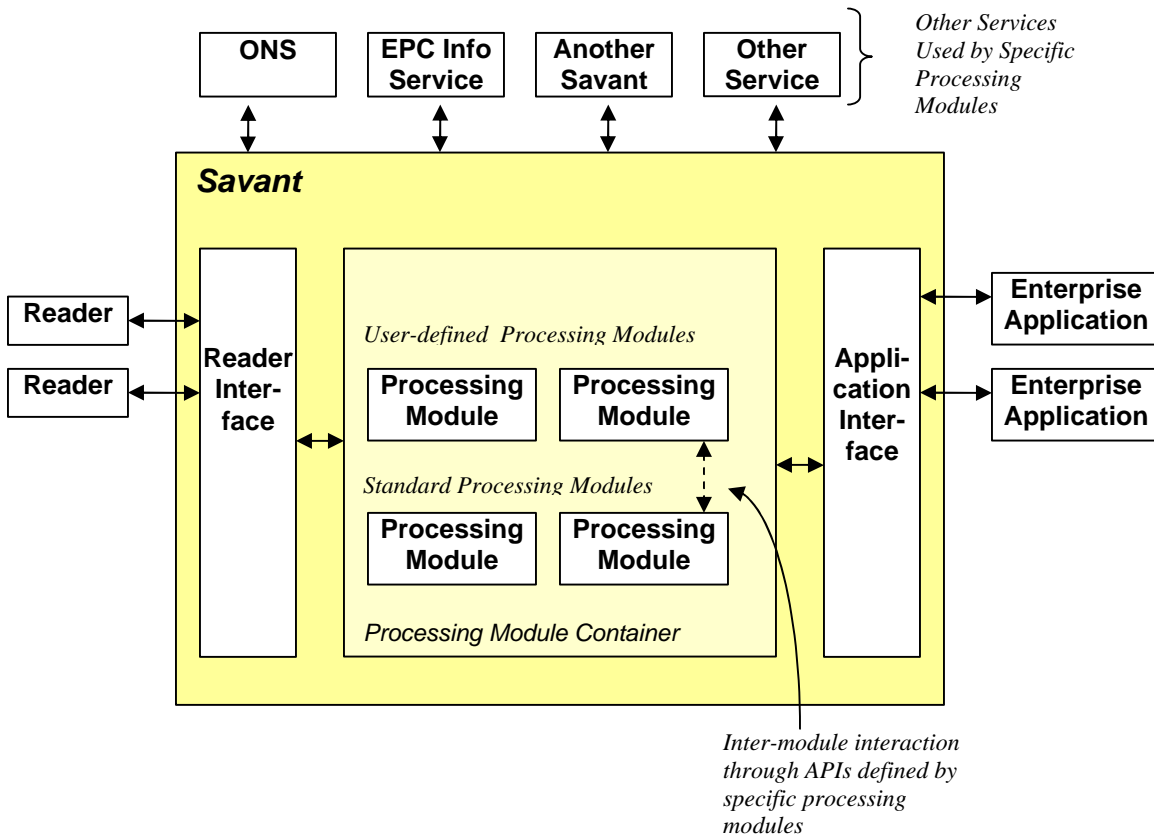 ONS
EPC Info
Service
Another
Savant
Other
Service
Other Services
Used by Specific
Processing
Modules
Savant
Reader
Reader
Reader
Inter-
face
User-defined Processing Modules
Processing
Module
Processing
Module
Standard Processing Modules
Processing
Module
Processing
Module
Processing Module Container
Appli-
cation
Inter-
face
Enterprise
Application
Enterprise
Application
Inter-module interaction
through APIs defined by
specific processing
modules